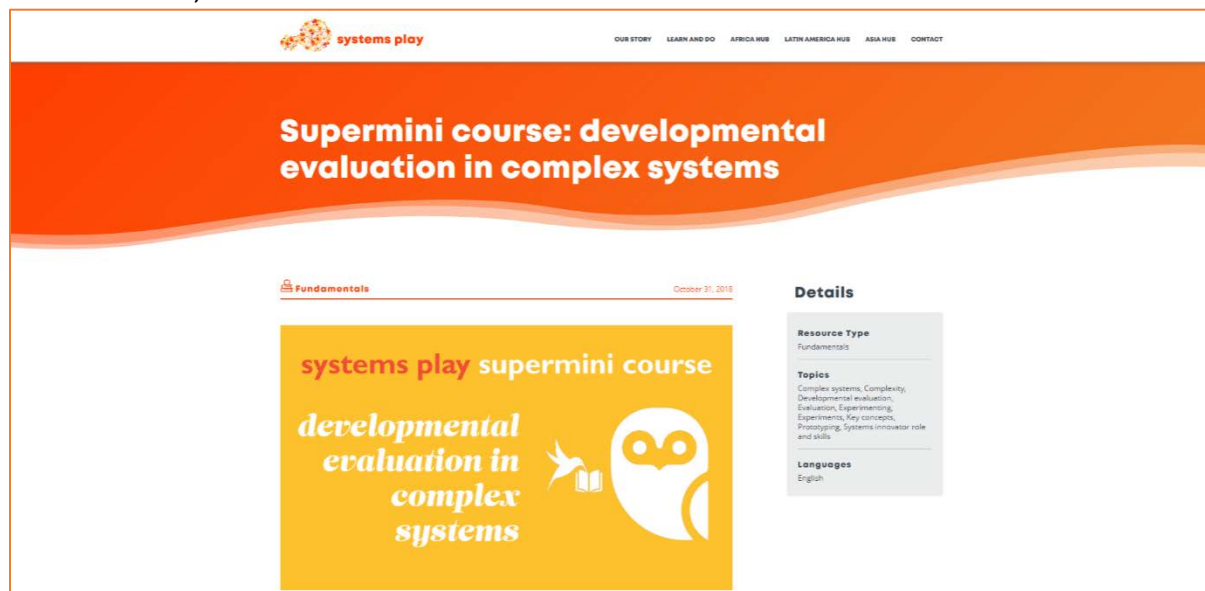 systems play
OUR STORY LEARN AND DO AFRICA HUB LATIN AMERICA HUB ASIA HUB CONTACT
Supermini course: developmental
evaluation in complex systems
Fundamentals
October 31, 2018
systems play supermini course
developmental
evaluation in
complex
systems
Details
Resource Type
Fundamentals
Topics
Complex systems, Complexity,
Developmental evaluation,
Evaluation, Experimenting,
Experiments, Key concepts,
Prototyping, Systems innovator role
and skills
Languages
English